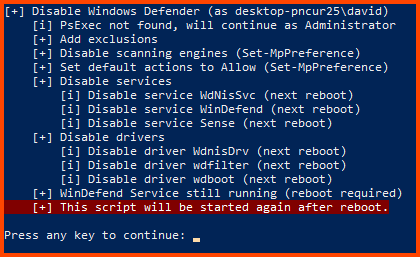 [+] Disable Windows Defender (as desktop-pncur25\david)
[i] PsExec not found, will continue as Administrator
[+] Add exclusions
[+] Disable scanning engines (Set-MpPreference)
[+] Set default actions to Allow (Set-MpPreference)
[+] Disable services
[i] Disable service WdNisSvc (next reboot)
[i] Disable service WinDefend (next reboot)
[i] Disable service Sense (next reboot)
[+] Disable drivers
[i] Disable driver WdnisDrv (next reboot)
[i] Disable driver wdfilter (next reboot)
[i] Disable driver wdboot (next reboot)
[+] WinDefend Service still running (reboot required)
[+] This script will be started again after reboot.
Press any key to continue: _